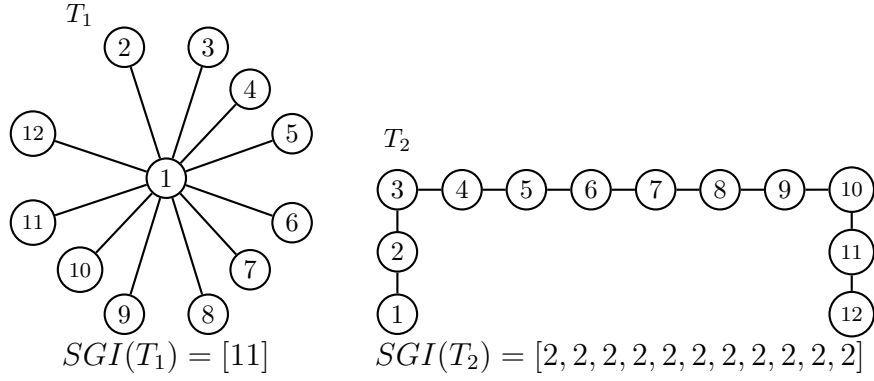 T₁
2
3
4
5
6
7
8
9
10
11
12
1
SGI(T₁) = [11]
T₂
3 4 5 6 7 8 9 10
2 11
1 12
SGI(T₂) = [2, 2, 2, 2, 2, 2, 2, 2, 2, 2, 2]